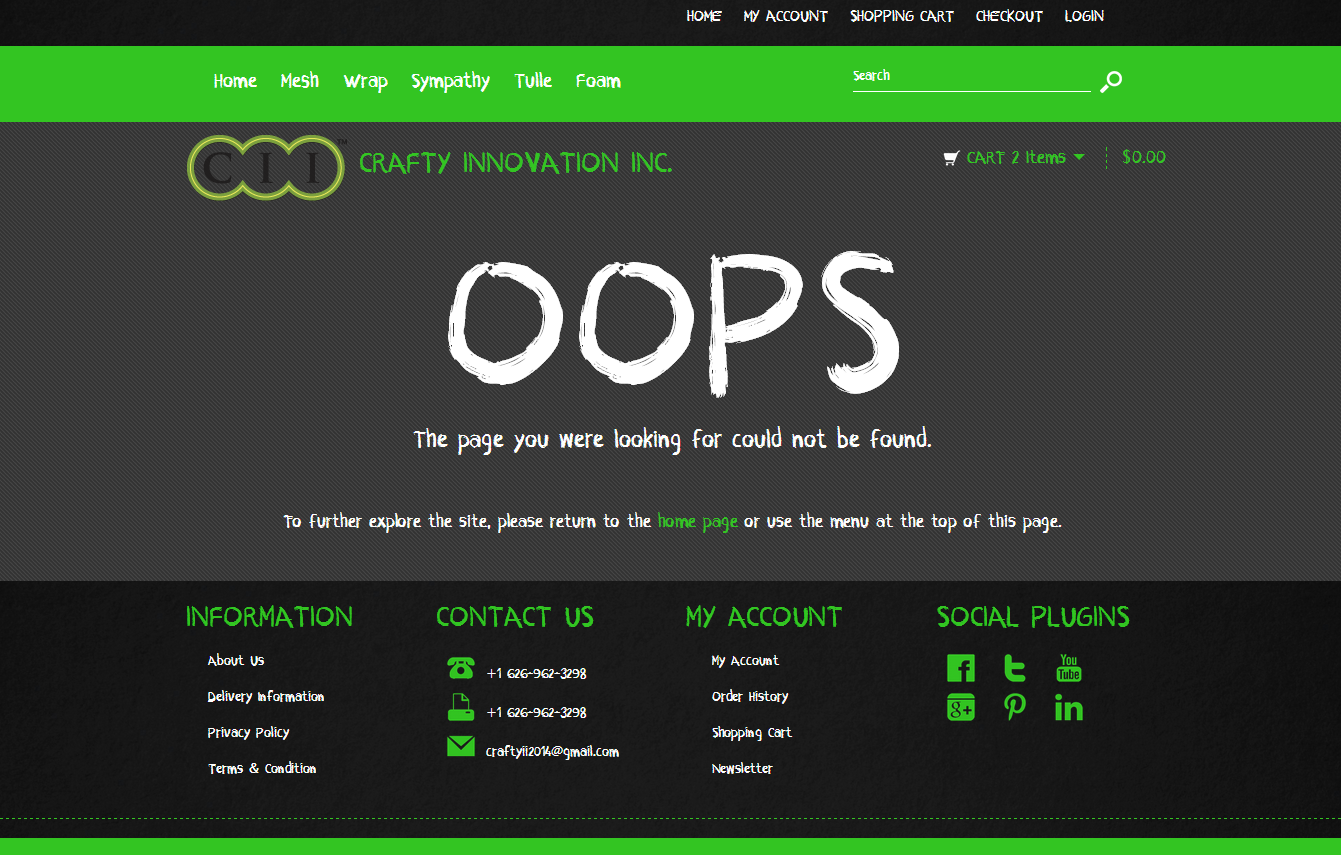 HOME MY ACCOUNT SHOPPING CART CHECKOUT LOGIN
Home Mesh Wrap Sympathy Tulle Foam Search
CII™ CRAFTY INNOVATION INC. CART 2 Items $0.00
OOPS
The page you were looking for could not be found.
To further explore the site, please return to the home page or use the menu at the top of this page.
INFORMATION
About Us
Delivery Information
Privacy Policy
Terms & Condition
CONTACT US
+1 626-962-3298
+1 626-962-3298
craftyii2014@gmail.com
MY ACCOUNT
My Account
Order History
Shopping Cart
Newsletter
SOCIAL PLUGINS
f t You Tube
g+ p in